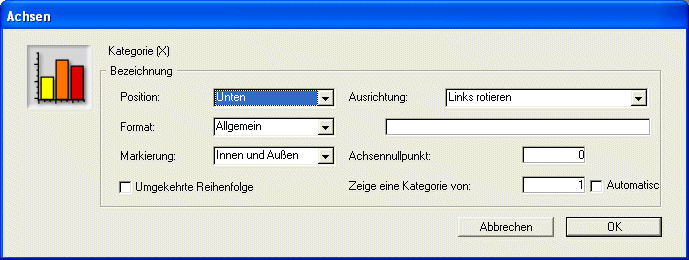 Achsen
Kategorie (X)
Bezeichnung
Position: Unten Ausrichtung: Links rotieren
Format: Allgemein
Markierung: Innen und Außen Achsennullpunkt: 0
Umgekehrte Reihenfolge Zeige eine Kategorie von: 1 Automatisc
Abbrechen OK